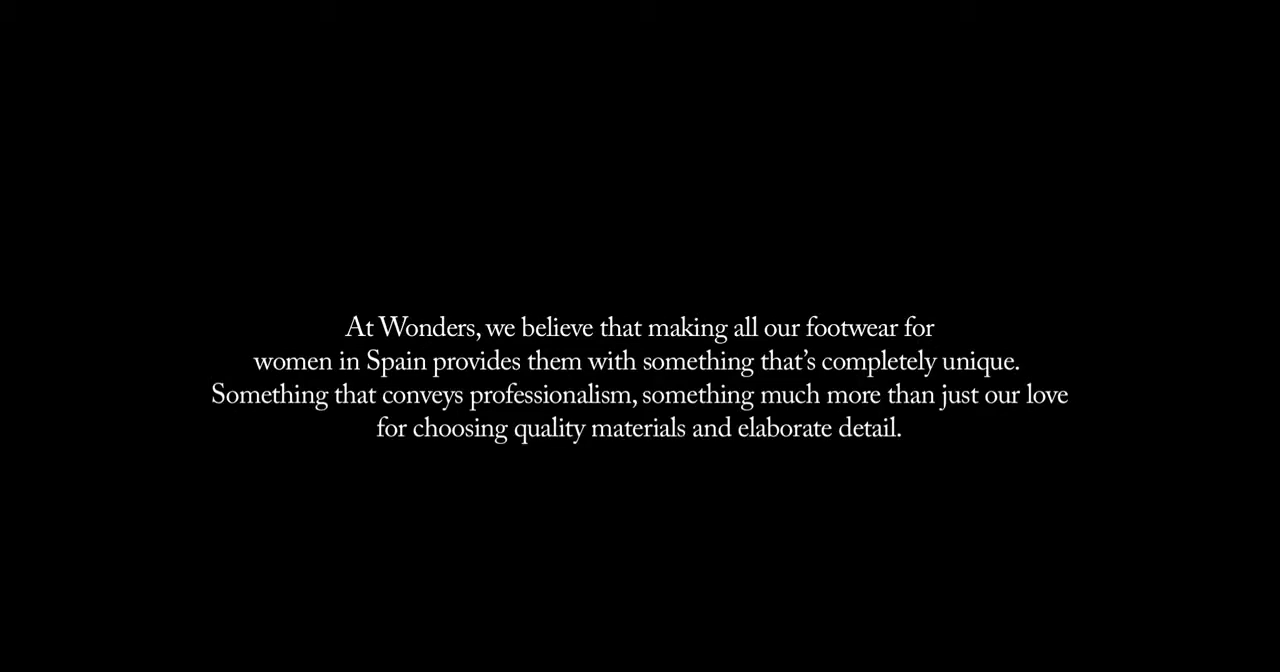 At Wonders, we believe that making all our footwear for
women in Spain provides them with something that’s completely unique.
Something that conveys professionalism, something much more than just our love
for choosing quality materials and elaborate detail.